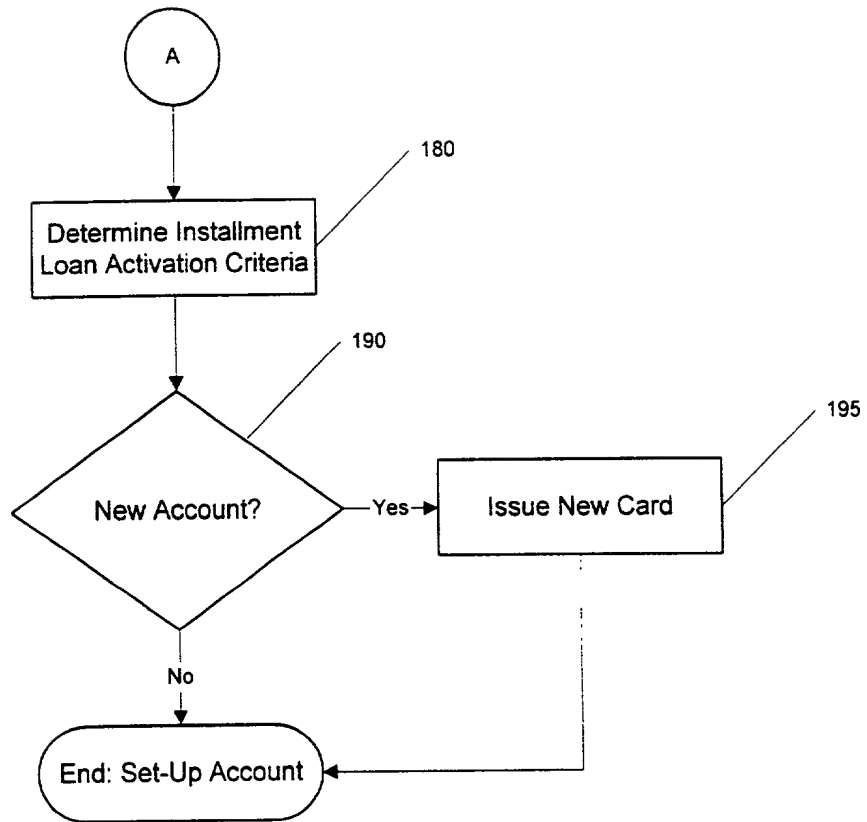 A
180
Determine Installment
Loan Activation Criteria
190
195
New Account?
Yes
Issue New Card
No
End: Set-Up Account